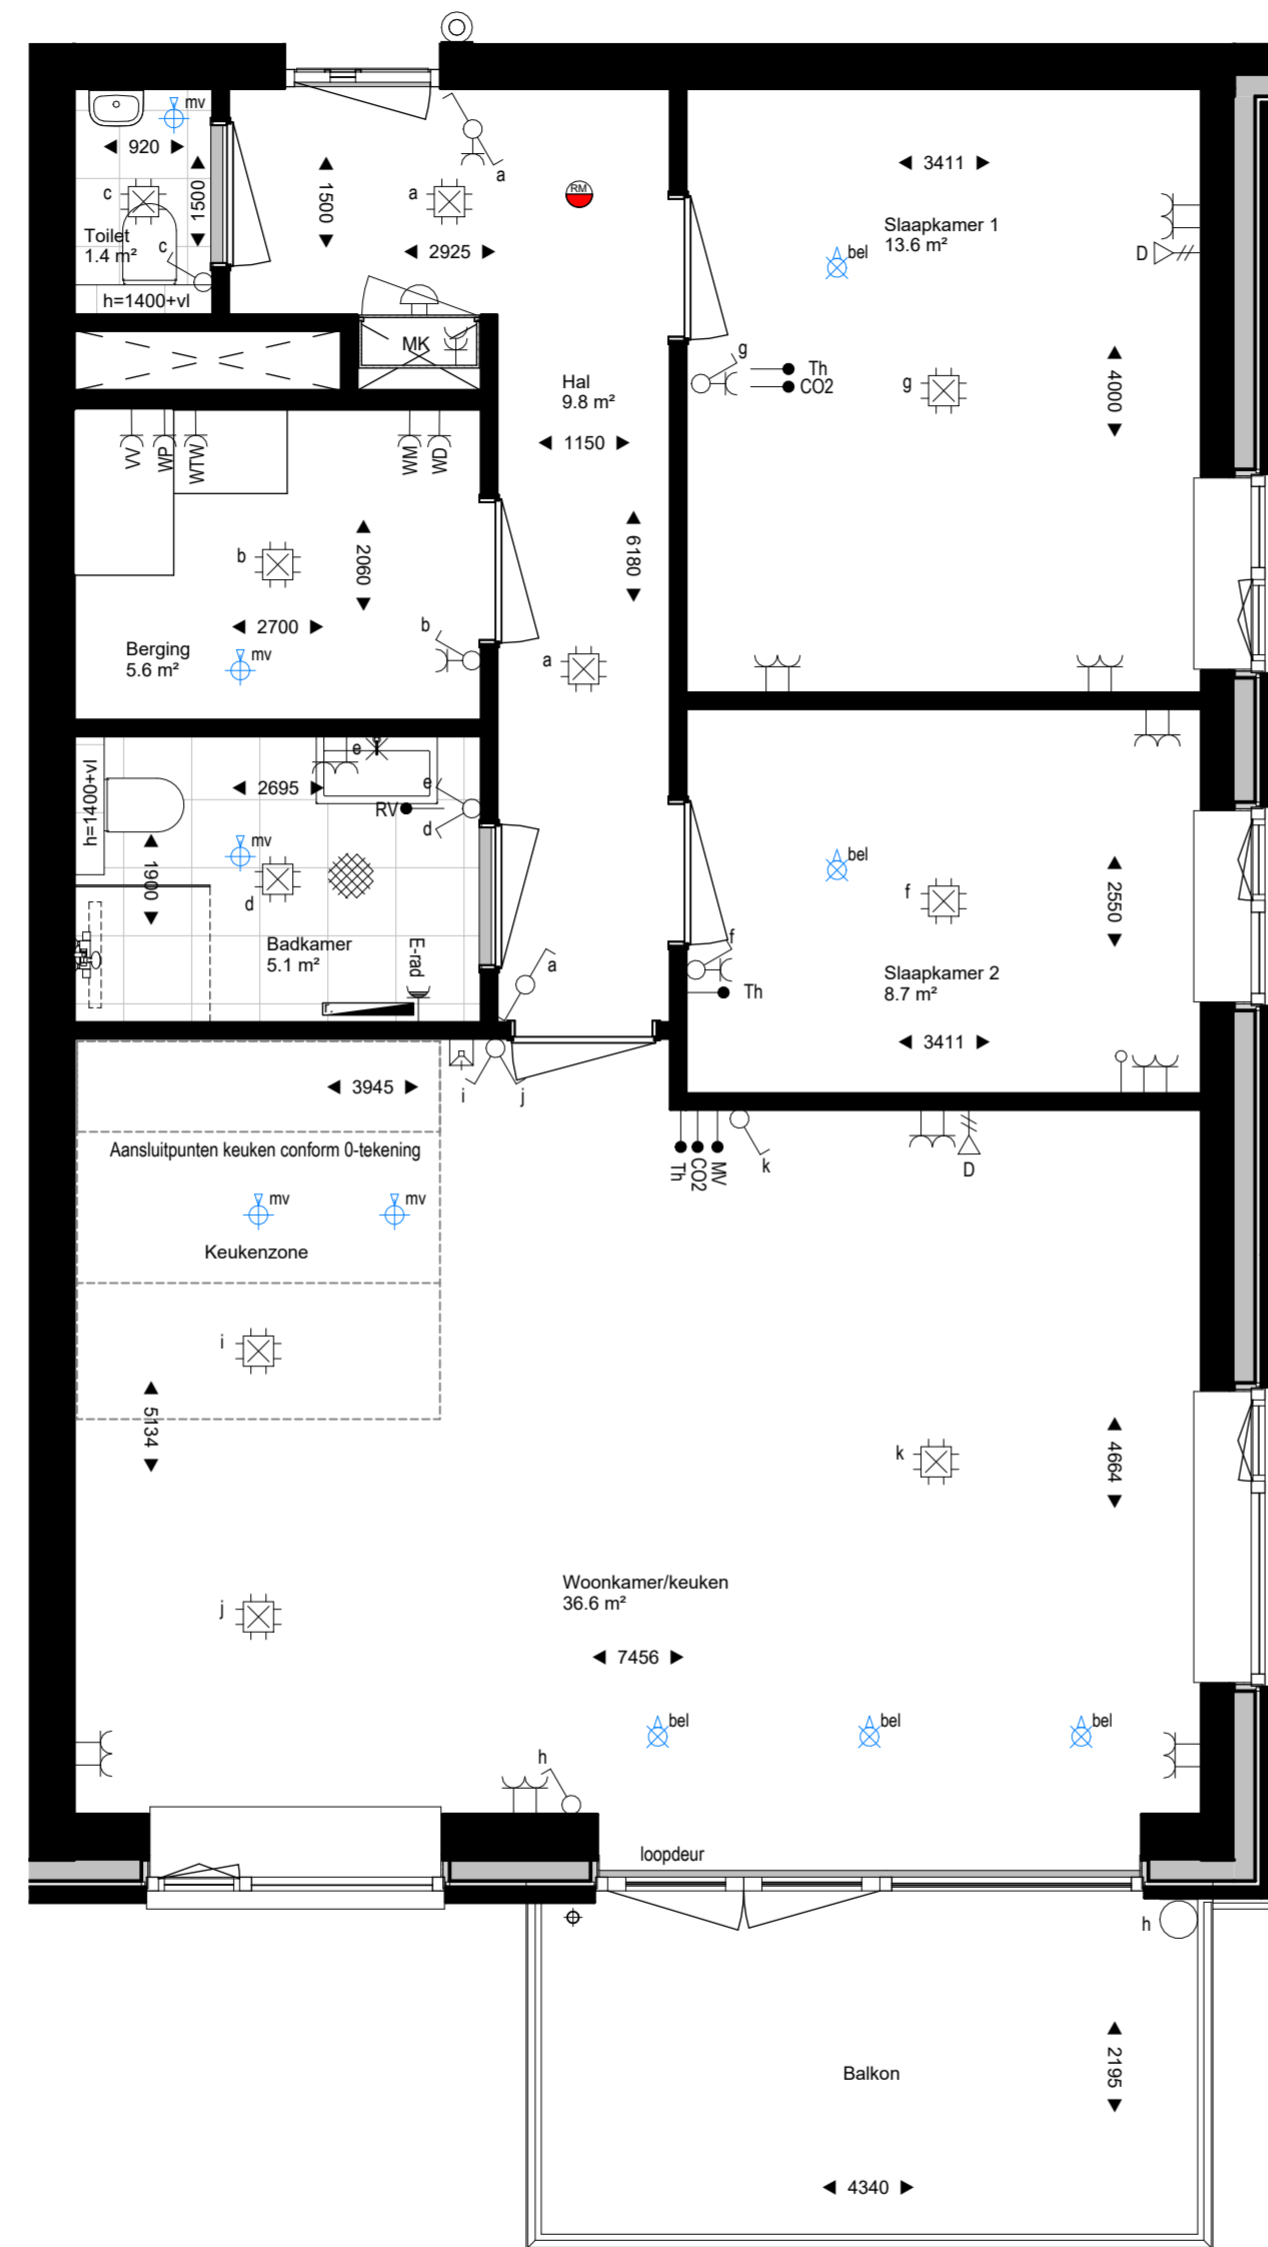 mv
920
c
1500
Toilet
1.4 m²
c
h=1400+vl
1500
a
a
2925
RM
MK
Hal
9.8 m²
1150
6180
a
3411
Slaapkamer 1
13.6 m²
bel
D
g
Th
CO2
g
4000
VV
WP
WTW
WM
WD
b
2060
2700
b
Berging
5.6 m²
mv
h=1400+vl
2695
e
e
RV
d
mv
1900
d
Badkamer
5.1 m²
E-rad
r.
a
bel
f
2550
f
Th
Slaapkamer 2
8.7 m²
3411
i
j
3945
Aansluitpunten keuken conform 0-tekening
mv
mv
Keukenzone
i
5134
Th
CO2
MV
k
D
k
4664
Woonkamer/keuken
36.6 m²
j
7456
bel
bel
bel
h
loopdeur
h
Balkon
2195
4340